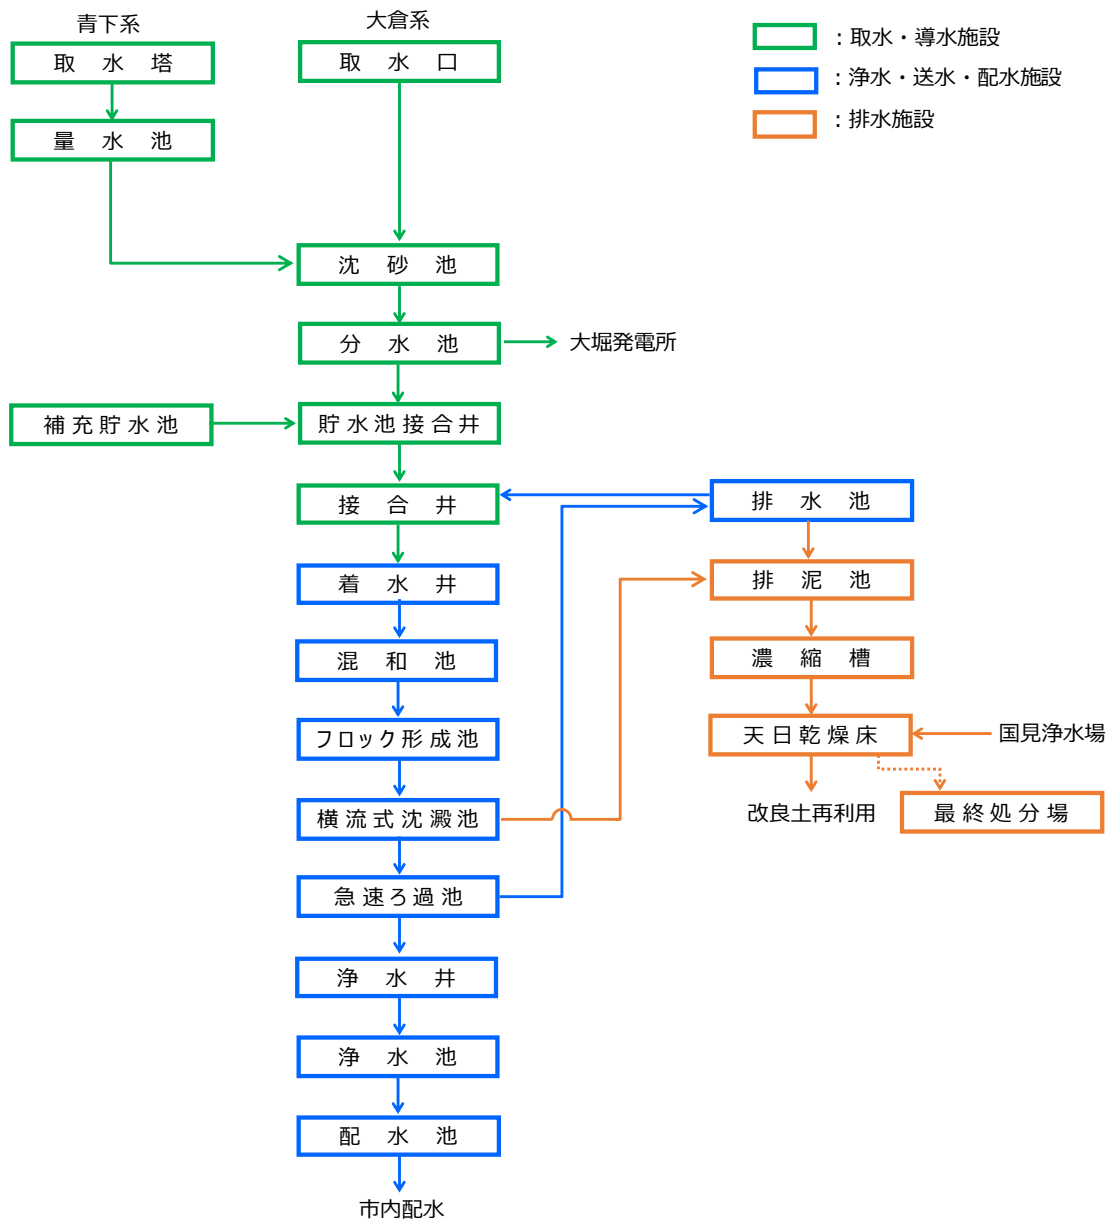 青下系
大倉系
取水塔
取水口
：取水・導水施設
：浄水・送水・配水施設
：排水施設
量水池
沈砂池
分水池
大堀発電所
補充貯水池
貯水池接合井
接合井
排水池
着水井
排泥池
混和池
濃縮槽
フロック形成池
天日乾燥床
国見浄水場
横流式沈澱池
改良土再利用
最終処分場
急速ろ過池
浄水井
浄水池
配水池
市内配水